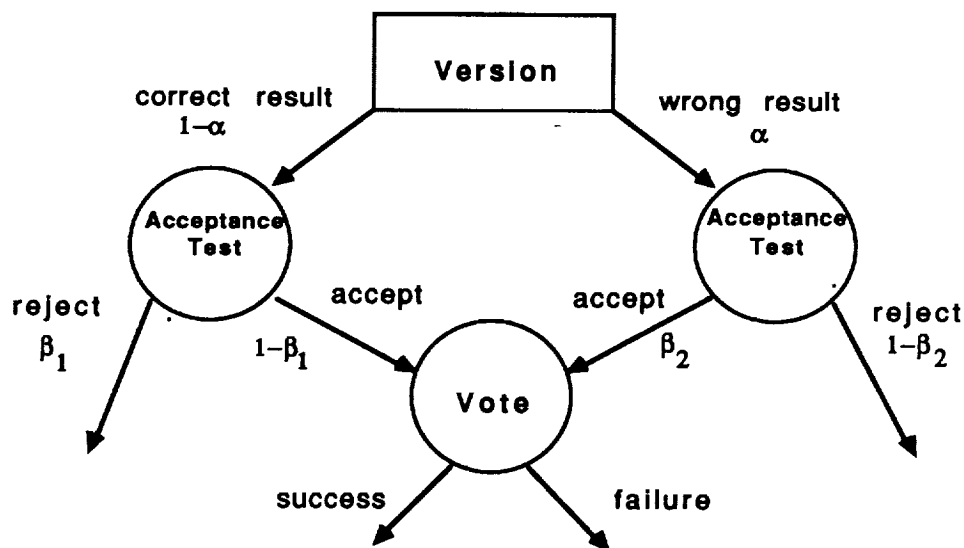 Version
correct result
1–α
wrong result
α
Acceptance
Test
Acceptance
Test
reject
β1
accept
1–β1
accept
β2
reject
1–β2
Vote
success
failure